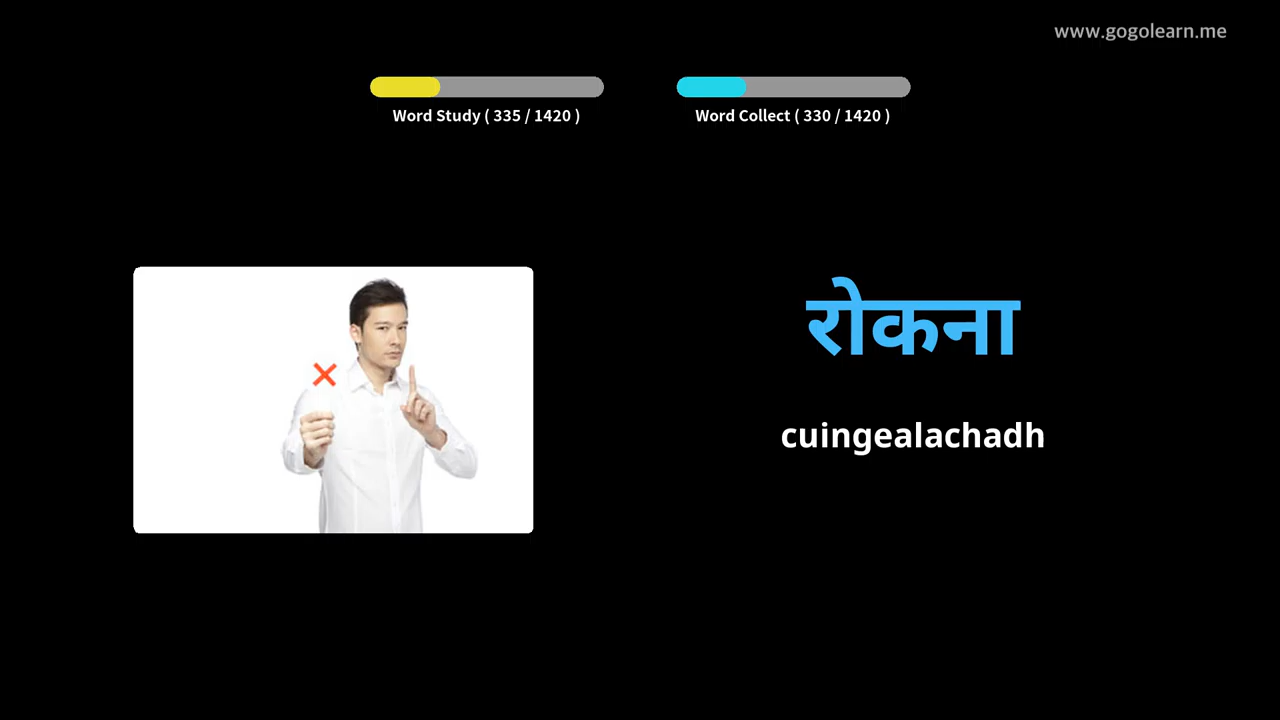 www.gogolearn.me
Word Study ( 335 / 1420 )
Word Collect ( 330 / 1420 )
रोकना
cuingealachadh